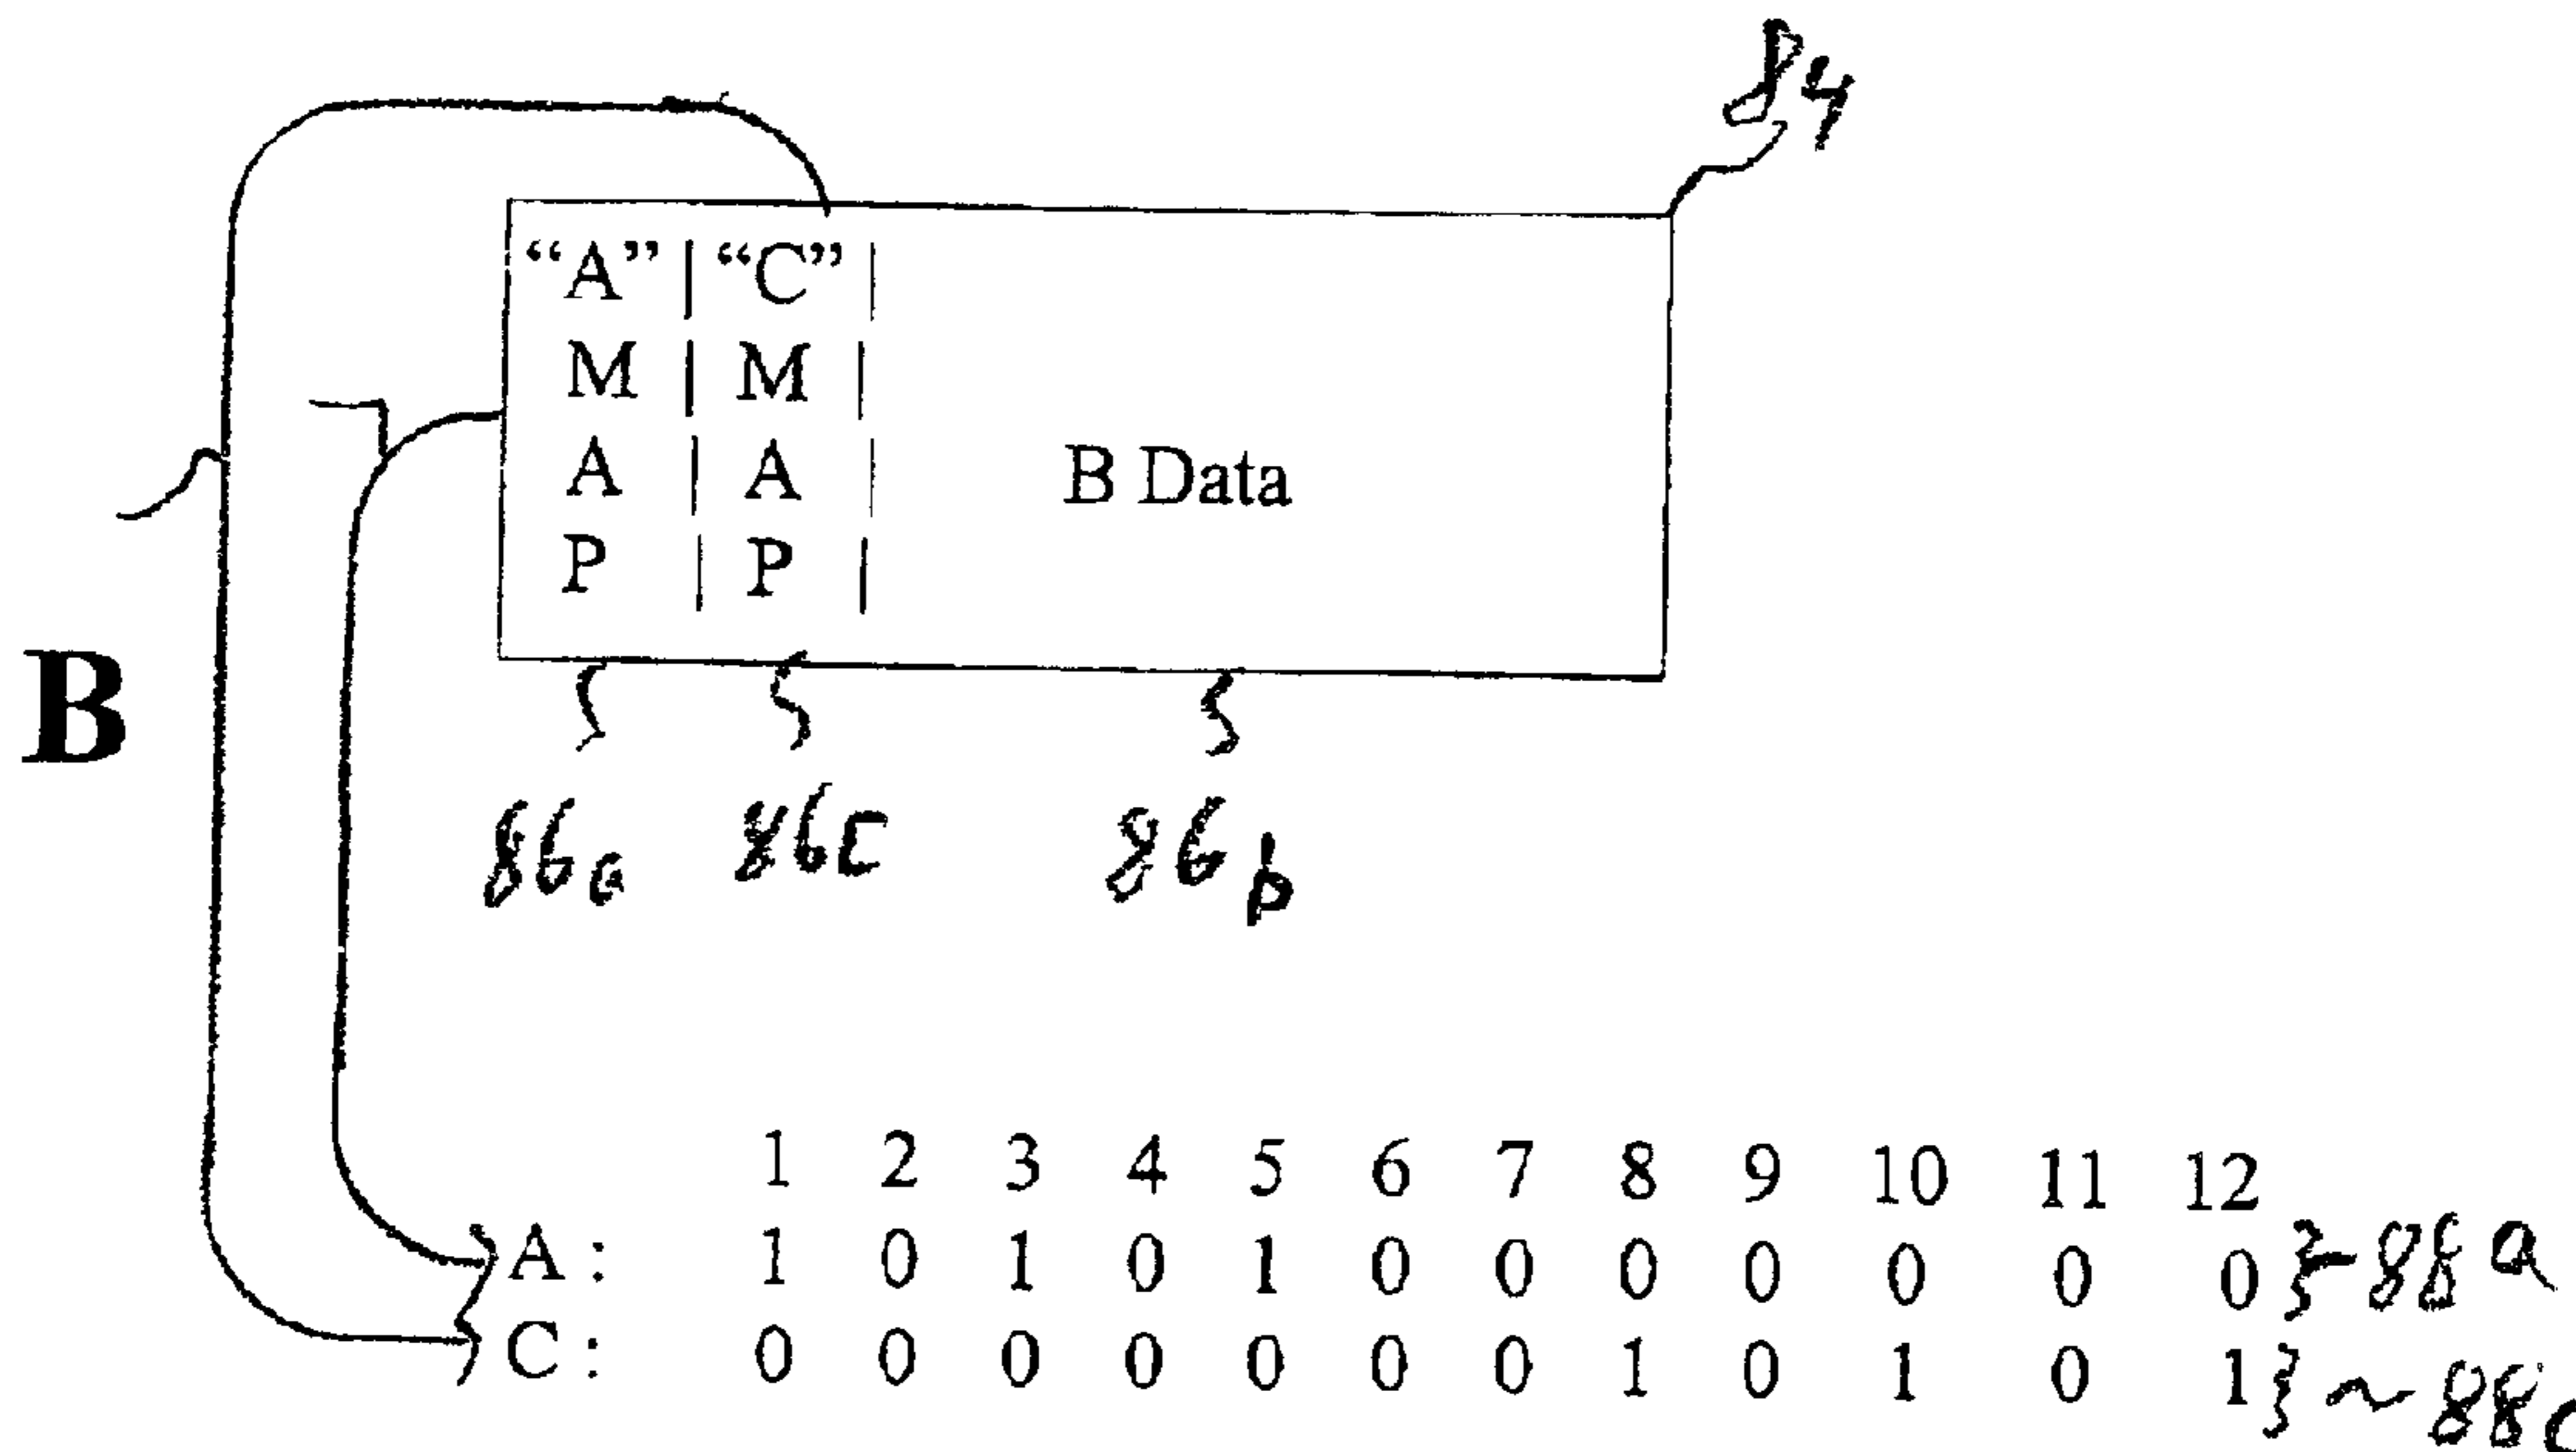 84
“A” | “C” |
M | M |
A | A |
P | P |
B Data
B
86a 86c 86b
1 2 3 4 5 6 7 8 9 10 11 12
A : 1 0 1 0 1 0 0 0 0 0 0 0 }~88a
C : 0 0 0 0 0 0 0 1 0 1 0 1 }~88c